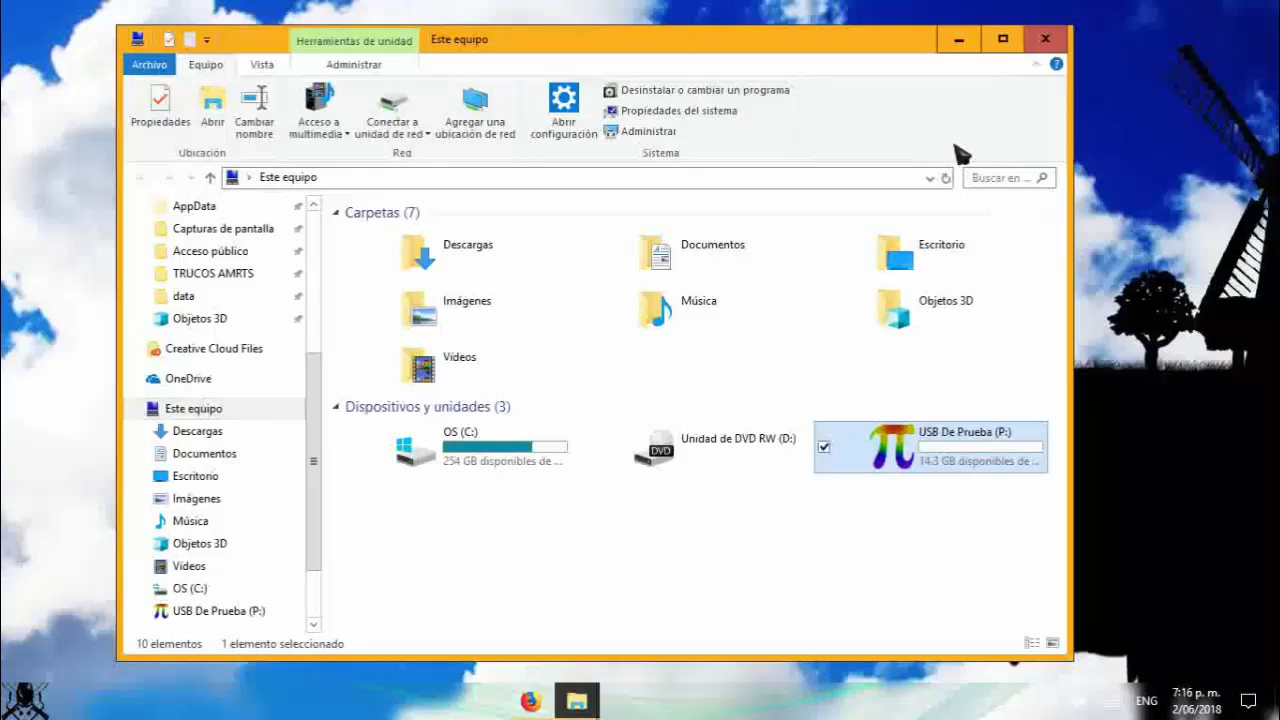 Herramientas de unidad
Este equipo
Archivo
Equipo
Vista
Administrar
Propiedades
Abrir
Cambiar
nombre
Ubicación
Acceso a
multimedia
Conectar a
unidad de red
Agregar una
ubicación de red
Red
Abrir
configuración
Desinstalar o cambiar un programa
Propiedades del sistema
Administrar
Sistema
Este equipo
Buscar en ...
AppData
Capturas de pantalla
Acceso público
TRUCOS AMRTS
data
Objetos 3D
Creative Cloud Files
OneDrive
Este equipo
Descargas
Documentos
Escritorio
Imágenes
Música
Objetos 3D
Vídeos
OS (C:)
USB De Prueba (P:)
Carpetas (7)
Descargas
Documentos
Escritorio
Imágenes
Música
Objetos 3D
Vídeos
Dispositivos y unidades (3)
OS (C:)
254 GB disponibles de ...
Unidad de DVD RW (D:)
DVD
USB De Prueba (P:)
14.3 GB disponibles de ...
10 elementos
1 elemento seleccionado
ENG
7:16 p. m.
2/06/2018